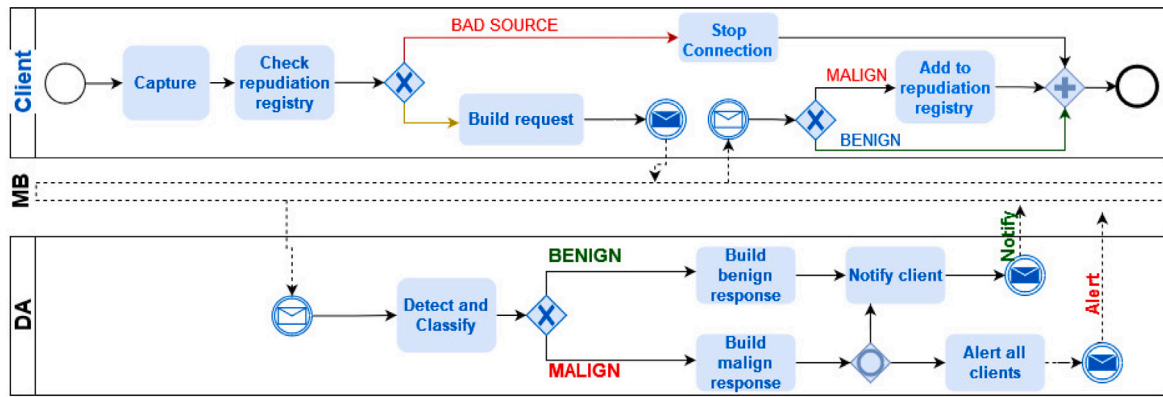 Client
BAD SOURCE
Stop
Connection
Capture
Check
repudiation
registry
Build request
MALIGN
Add to
repudiation
registry
BENIGN
MB
DA
BENIGN
Build
benign
response
Notify client
Notify
Detect and
Classify
MALIGN
Build
malign
response
Alert all
clients
Alert